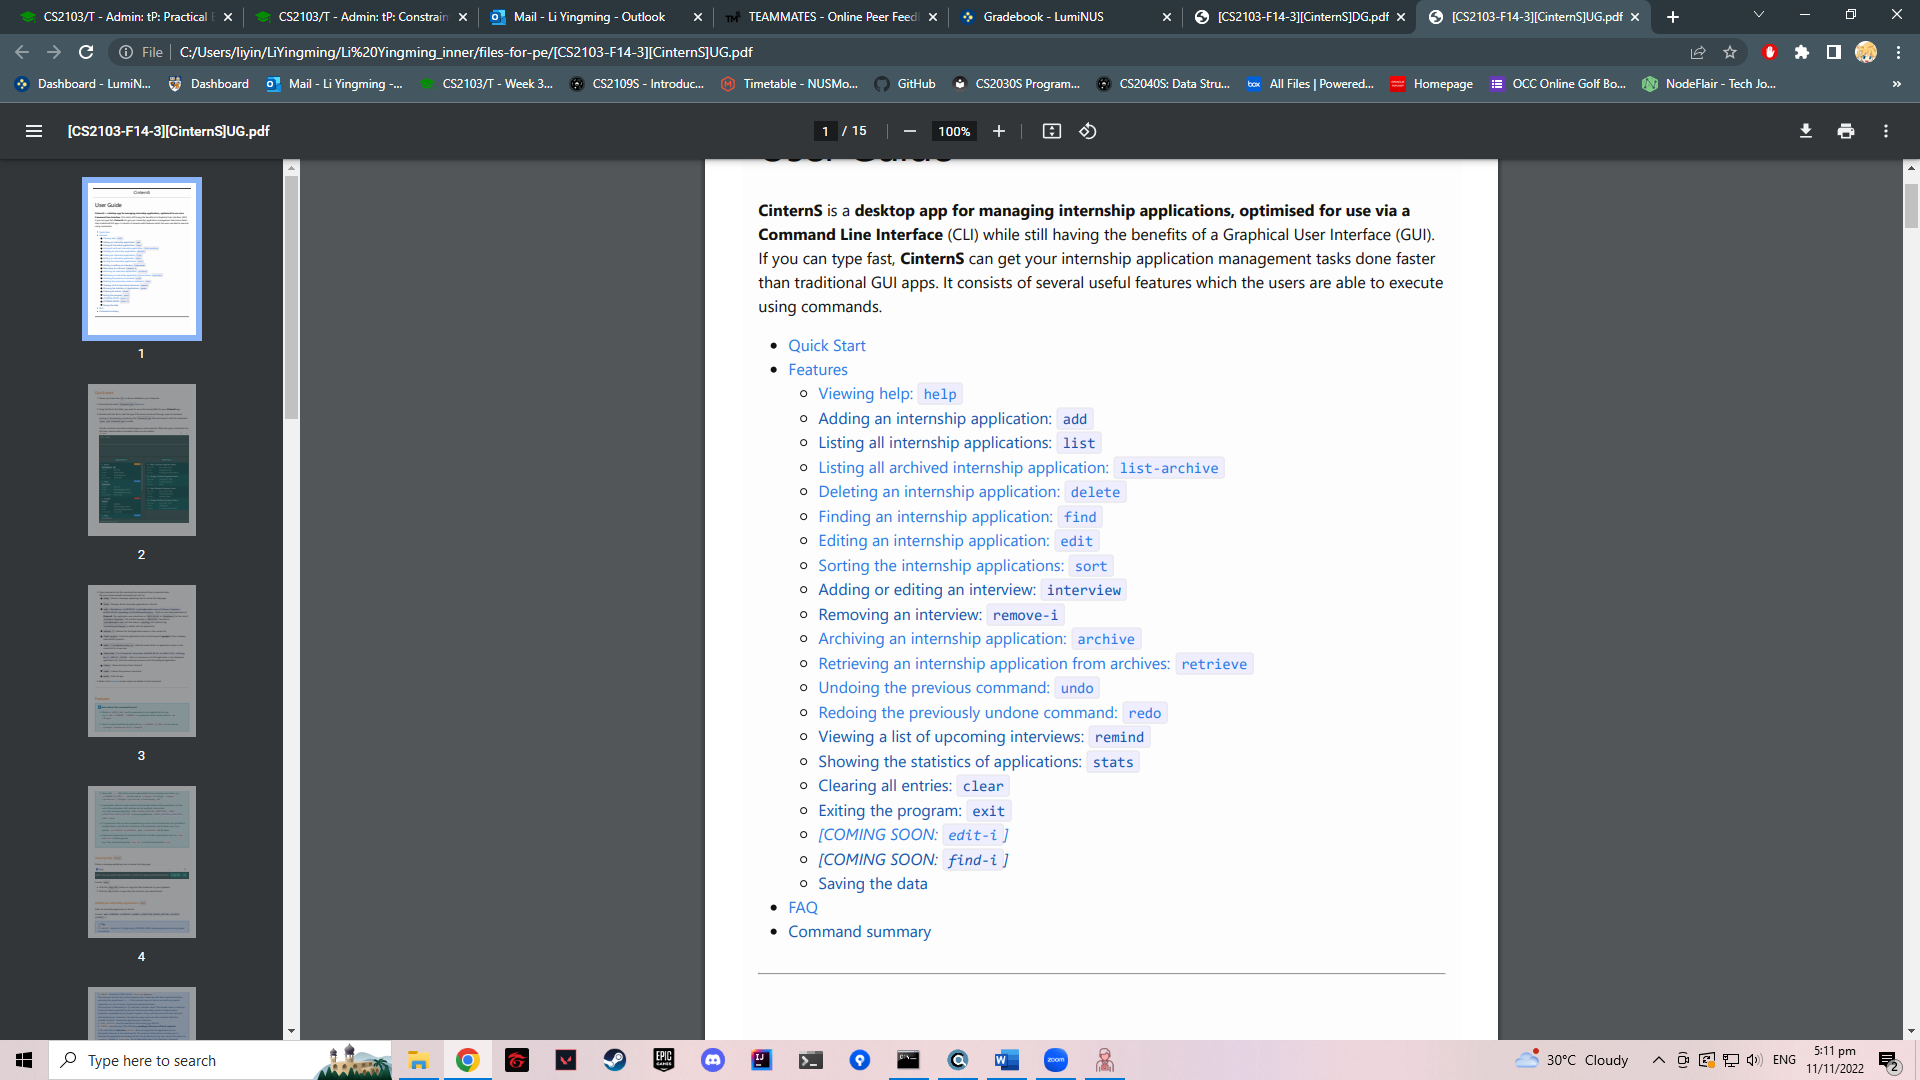 CS2103/T - Admin: tP: Practical E
CS2103/T - Admin: tP: Constrain
Mail - Li Yingming - Outlook
TEAMMATES - Online Peer Feed
Gradebook - LumiNUS
[CS2103-F14-3][CinternS]DG.pdf
[CS2103-F14-3][CinternS]UG.pdf
File | C:/Users/liyin/LiYingming/Li%20Yingming_inner/files-for-pe/[CS2103-F14-3][CinternS]UG.pdf
Dashboard - LumiN...
Dashboard
Mail - Li Yingming -...
CS2103/T - Week 3...
CS2109S - Introduc...
Timetable - NUSMo...
GitHub
CS2030S Program...
CS2040S: Data Stru...
All Files | Powered...
Homepage
OCC Online Golf Bo...
NodeFlair - Tech Jo...
[CS2103-F14-3][CinternS]UG.pdf
1 / 15
100%
1
2
3
4
User Guide
CinternS is a desktop app for managing internship applications, optimised for use via a
Command Line Interface (CLI) while still having the benefits of a Graphical User Interface (GUI).
If you can type fast, CinternS can get your internship application management tasks done faster
than traditional GUI apps. It consists of several useful features which the users are able to execute
using commands.
Quick Start
Features
Viewing help: help
Adding an internship application: add
Listing all internship applications: list
Listing all archived internship application: list-archive
Deleting an internship application: delete
Finding an internship application: find
Editing an internship application: edit
Sorting the internship applications: sort
Adding or editing an interview: interview
Removing an interview: remove-i
Archiving an internship application: archive
Retrieving an internship application from archives: retrieve
Undoing the previous command: undo
Redoing the previously undone command: redo
Viewing a list of upcoming interviews: remind
Showing the statistics of applications: stats
Clearing all entries: clear
Exiting the program: exit
[COMING SOON: edit-i ]
[COMING SOON: find-i ]
Saving the data
FAQ
Command summary
Type here to search
30°C Cloudy
ENG
5:11 pm
11/11/2022
2